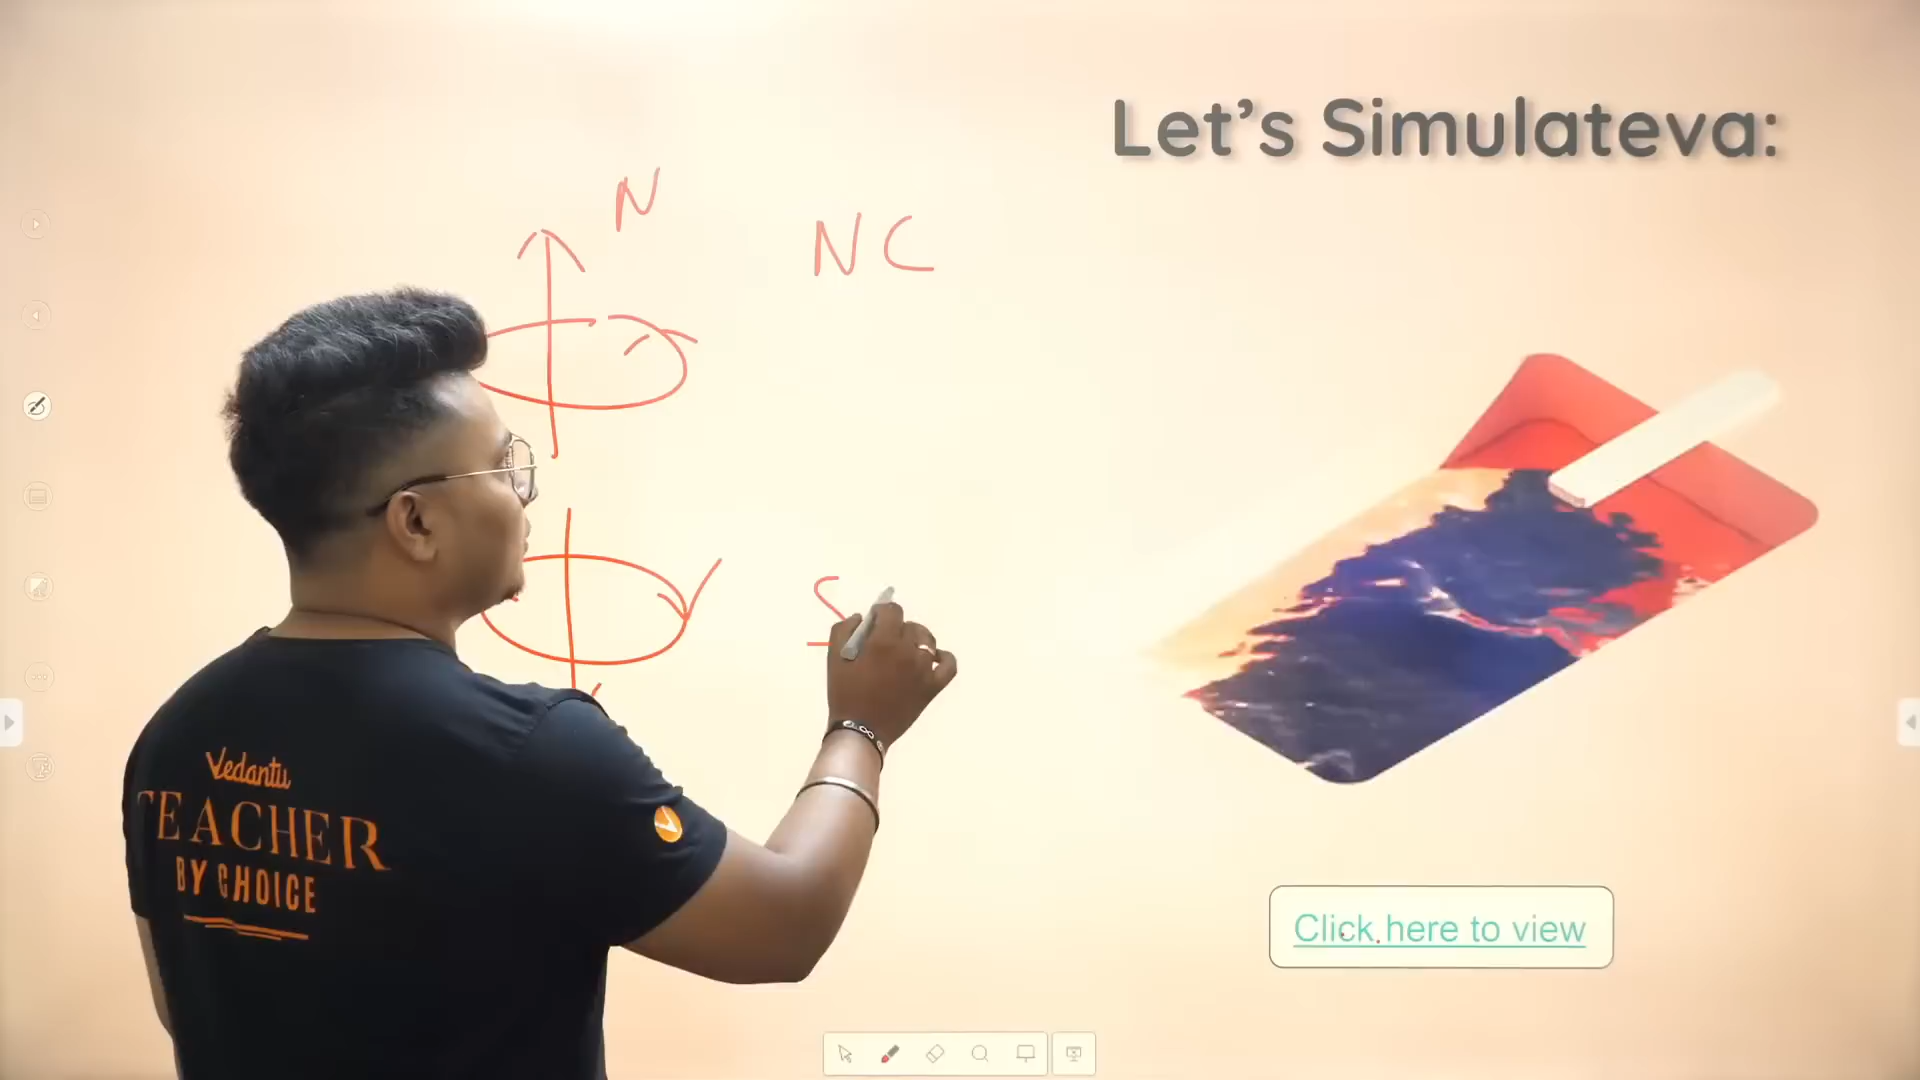 Let's Simulateva:
N
NC
S
Vedantu
TEACHER
BY CHOICE
Click here to view